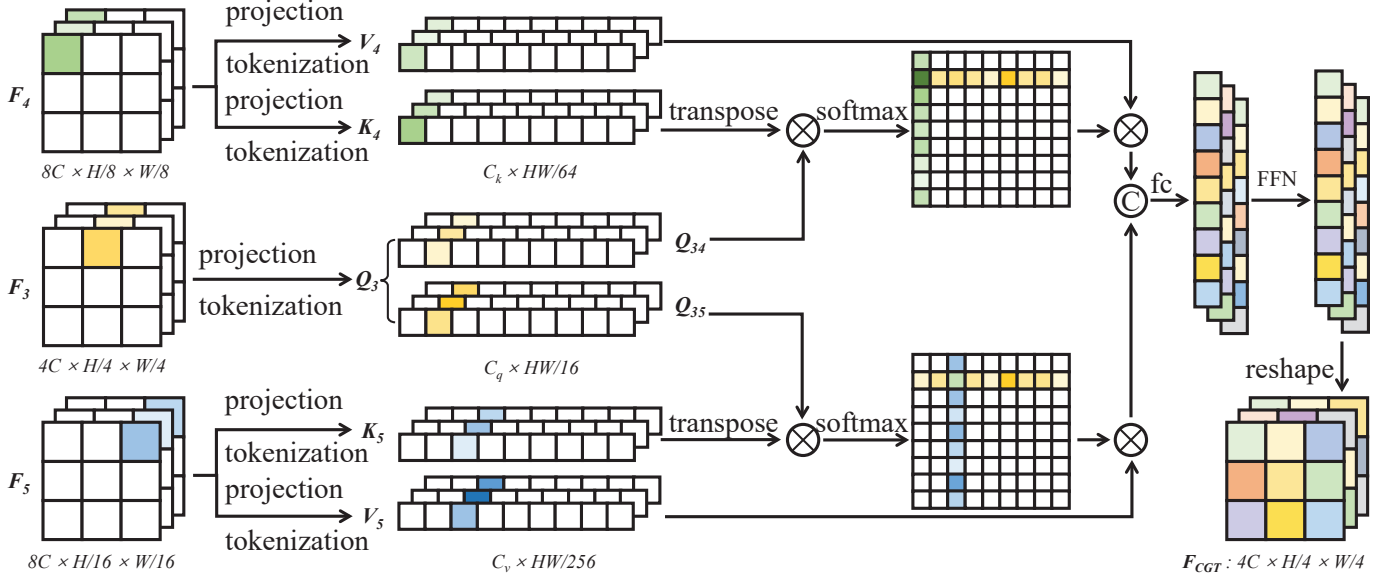 projection
V4
tokenization
F4
projection
K4
tokenization
8C × H/8 × W/8
Ck × HW/64
transpose
softmax
fc
FFN
C
projection
F3
Q3
tokenization
Q34
Q35
4C × H/4 × W/4
Cq × HW/16
reshape
projection
K5
tokenization
transpose
softmax
F5
projection
V5
tokenization
8C × H/16 × W/16
Cv × HW/256
FCGT : 4C × H/4 × W/4